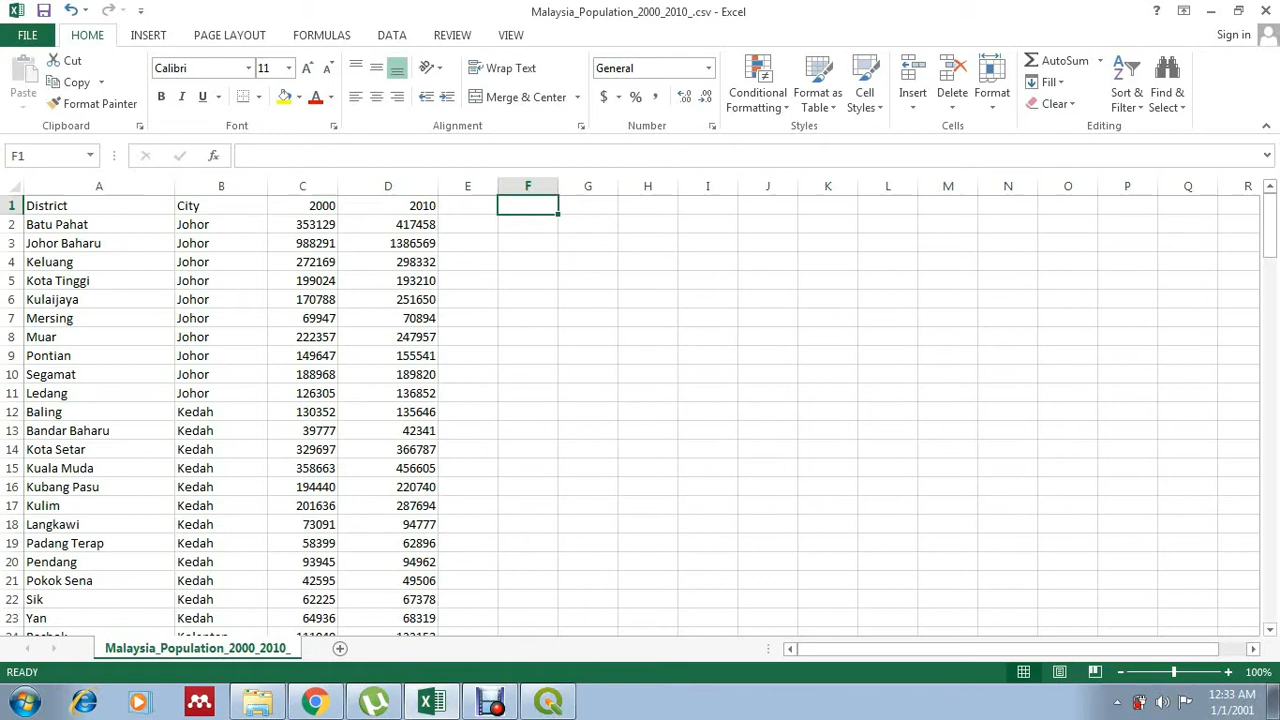 Malaysia_Population_2000_2010_.csv - Excel
?
FILE HOME INSERT PAGE LAYOUT FORMULAS DATA REVIEW VIEW Sign in
Paste Cut Copy Format Painter Clipboard
Calibri 11 B I U A Font
Wrap Text Merge & Center Alignment
General $ % , Number
Conditional Formatting Format as Table Cell Styles Styles
Insert Delete Format Cells
AutoSum Fill Clear Sort & Filter Find & Select Editing
F1 fx
A B C D E F G H I J K L M N O P Q R
1 District City 2000 2010
2 Batu Pahat Johor 353129 417458
3 Johor Baharu Johor 988291 1386569
4 Keluang Johor 272169 298332
5 Kota Tinggi Johor 199024 193210
6 Kulaijaya Johor 170788 251650
7 Mersing Johor 69947 70894
8 Muar Johor 222357 247957
9 Pontian Johor 149647 155541
10 Segamat Johor 188968 189820
11 Ledang Johor 126305 136852
12 Baling Kedah 130352 135646
13 Bandar Baharu Kedah 39777 42341
14 Kota Setar Kedah 329697 366787
15 Kuala Muda Kedah 358663 456605
16 Kubang Pasu Kedah 194440 220740
17 Kulim Kedah 201636 287694
18 Langkawi Kedah 73091 94777
19 Padang Terap Kedah 58399 62896
20 Pendang Kedah 93945 94962
21 Pokok Sena Kedah 42595 49506
22 Sik Kedah 62225 67378
23 Yan Kedah 64936 68319
Malaysia_Population_2000_2010_
READY 100%
12:33 AM
1/1/2001